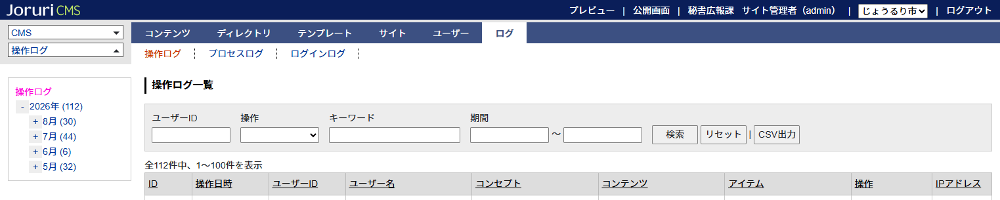 Joruri CMS
プレビュー | 公開画面 | 秘書広報課 サイト管理者（admin） | じょうるり市 | ログアウト
CMS
操作ログ
コンテンツ ディレクトリ テンプレート サイト ユーザー ログ
操作ログ プロセスログ ログインログ
操作ログ
- 2026年 (112)
+ 8月 (30)
+ 7月 (44)
+ 6月 (6)
+ 5月 (32)
操作ログ一覧
ユーザーID 操作 キーワード 期間
～ 検索 リセット | CSV出力
全112件中、1～100件を表示
ID 操作日時 ユーザーID ユーザー名 コンセプト コンテンツ アイテム 操作 IPアドレス